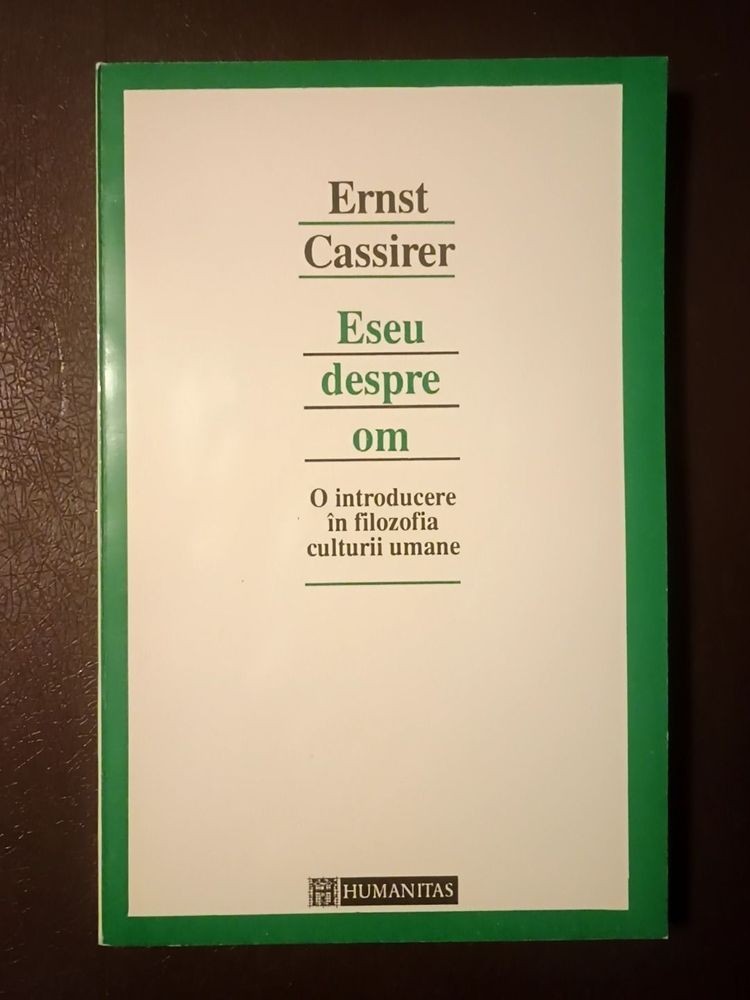 Ernst
Cassirer
Eseu
despre
om
O introducere
în filozofia
culturii umane
HUMANITAS